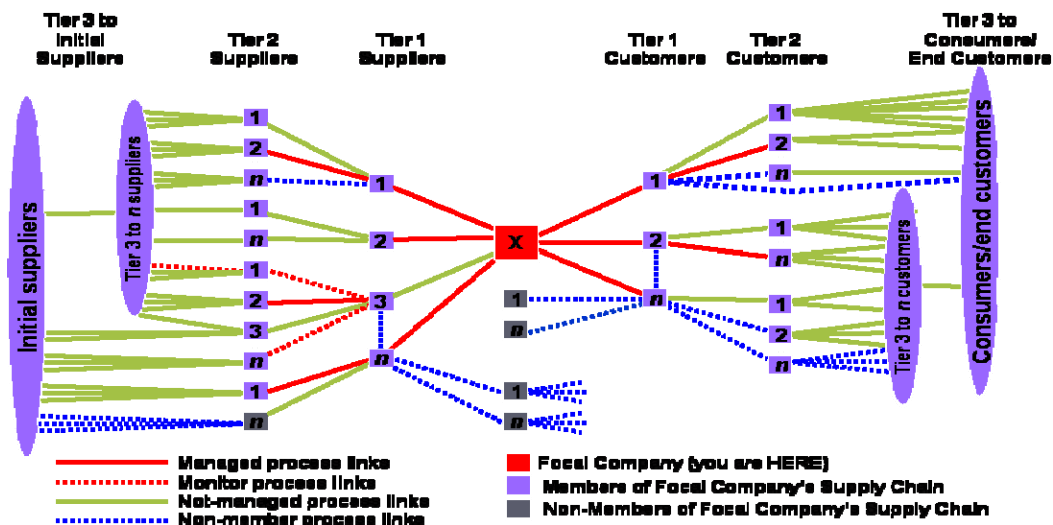 Tier 3 to
Initial
Suppliers
Tier 2
Suppliers
Tier 1
Suppliers
Tier 1
Customers
Tier 2
Customers
Tier 3 to
Consumers/
End Customers
Initial suppliers
Tier 3 to n suppliers
1
2
n
1
n
1
2
3
n
1
n
1
2
3
n
X
1
n
1
n
1
2
n
1
2
n
1
n
1
2
n
Tier 3 to n customers
Consumers/end customers
Managed process links
Monitor process links
Not-managed process links
Non-member process links
Focal Company (you are HERE)
Members of Focal Company's Supply Chain
Non-Members of Focal Company's Supply Chain